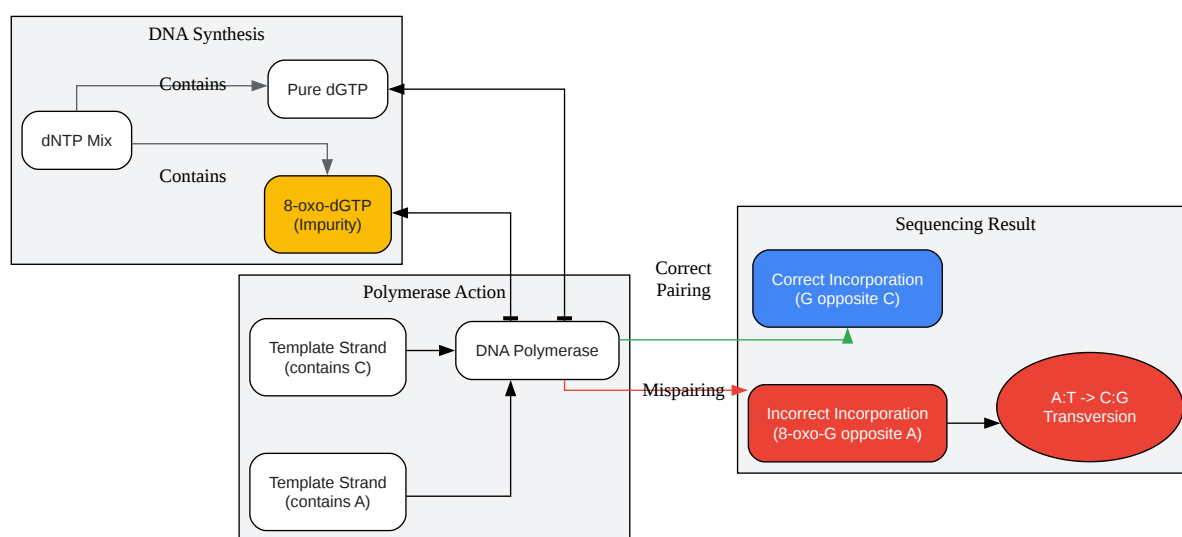 DNA Synthesis
Contains
Pure dGTP
dNTP Mix
Contains
8-oxo-dGTP
(Impurity)
Polymerase Action
Template Strand
(contains C)
DNA Polymerase
Template Strand
(contains A)
Correct
Pairing
Mispairing
Sequencing Result
Correct Incorporation
(G opposite C)
Incorrect Incorporation
(8-oxo-G opposite A)
A:T -> C:G
Transversion